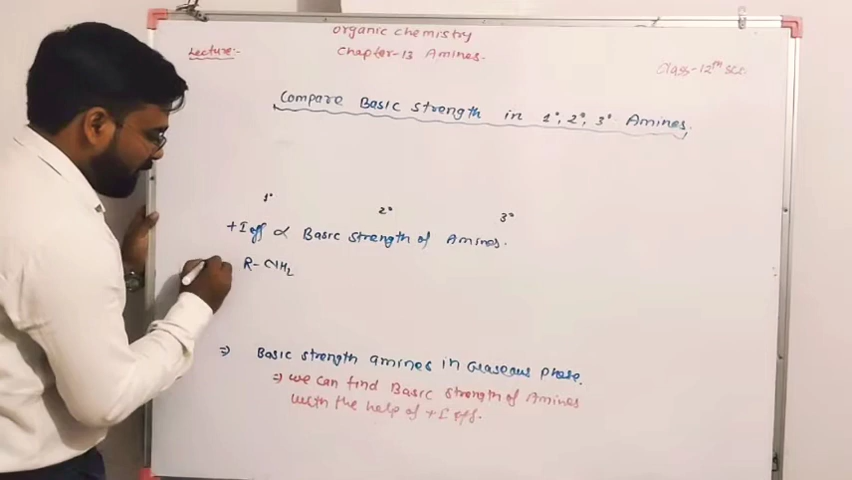 Organic chemistry
Lecture:-
Chapter-13 Amines.
Class-12th sci.
Compare Basic strength in 1°, 2°, 3° Amines.
1° 2° 3°
+I eff ∝ Basic strength of Amines.
R-NH2
⇒ Basic strength amines in Gaseous phase.
⇒ we can find Basic strength of Amines
with the help of +I eff.